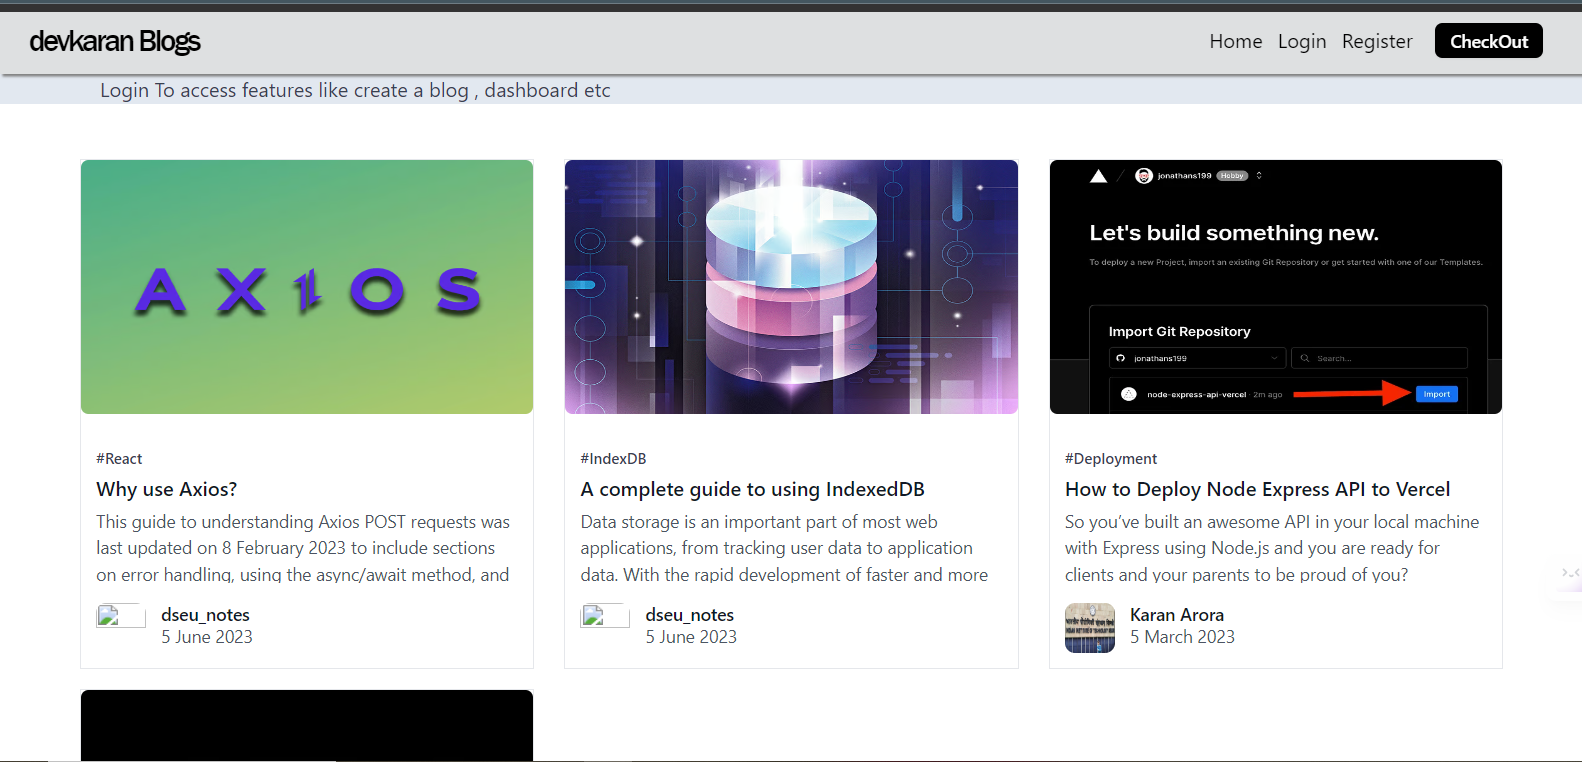 devkaran Blogs
Home Login Register CheckOut
Login To access features like create a blog , dashboard etc
AXIOS
jonathans199 Hobby
Let's build something new.
To deploy a new Project, import an existing Git Repository or get started with one of our Templates.
Import Git Repository
jonathans199 Search...
node-express-api-vercel · 2m ago Import
#React
Why use Axios?
This guide to understanding Axios POST requests was
last updated on 8 February 2023 to include sections
on error handling, using the async/await method, and
dseu_notes
5 June 2023
#IndexDB
A complete guide to using IndexedDB
Data storage is an important part of most web
applications, from tracking user data to application
data. With the rapid development of faster and more
dseu_notes
5 June 2023
#Deployment
How to Deploy Node Express API to Vercel
So you’ve built an awesome API in your local machine
with Express using Node.js and you are ready for
clients and your parents to be proud of you?
Karan Arora
5 March 2023